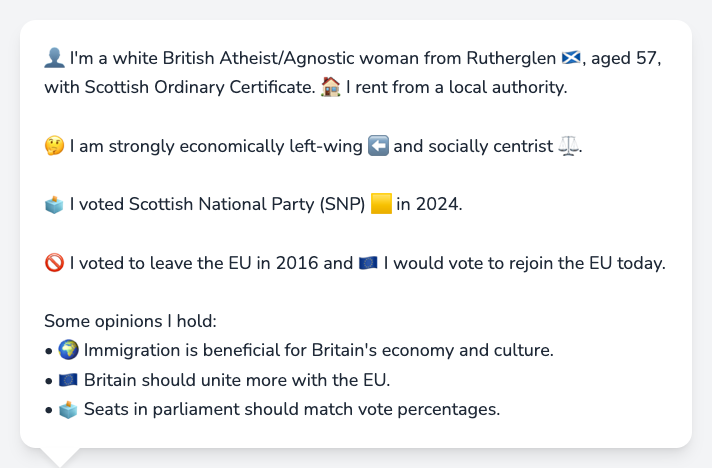 👤 I'm a white British Atheist/Agnostic woman from Rutherglen 🏴󠁧󠁢󠁳󠁣󠁴󠁿, aged 57,
with Scottish Ordinary Certificate. 🏠 I rent from a local authority.
🤔 I am strongly economically left-wing ⬅️ and socially centrist ⚖️.
🗳️ I voted Scottish National Party (SNP) 🟨 in 2024.
🚫 I voted to leave the EU in 2016 and 🇪🇺 I would vote to rejoin the EU today.
Some opinions I hold:
• 🌍 Immigration is beneficial for Britain's economy and culture.
• 🇪🇺 Britain should unite more with the EU.
• 🗳️ Seats in parliament should match vote percentages.